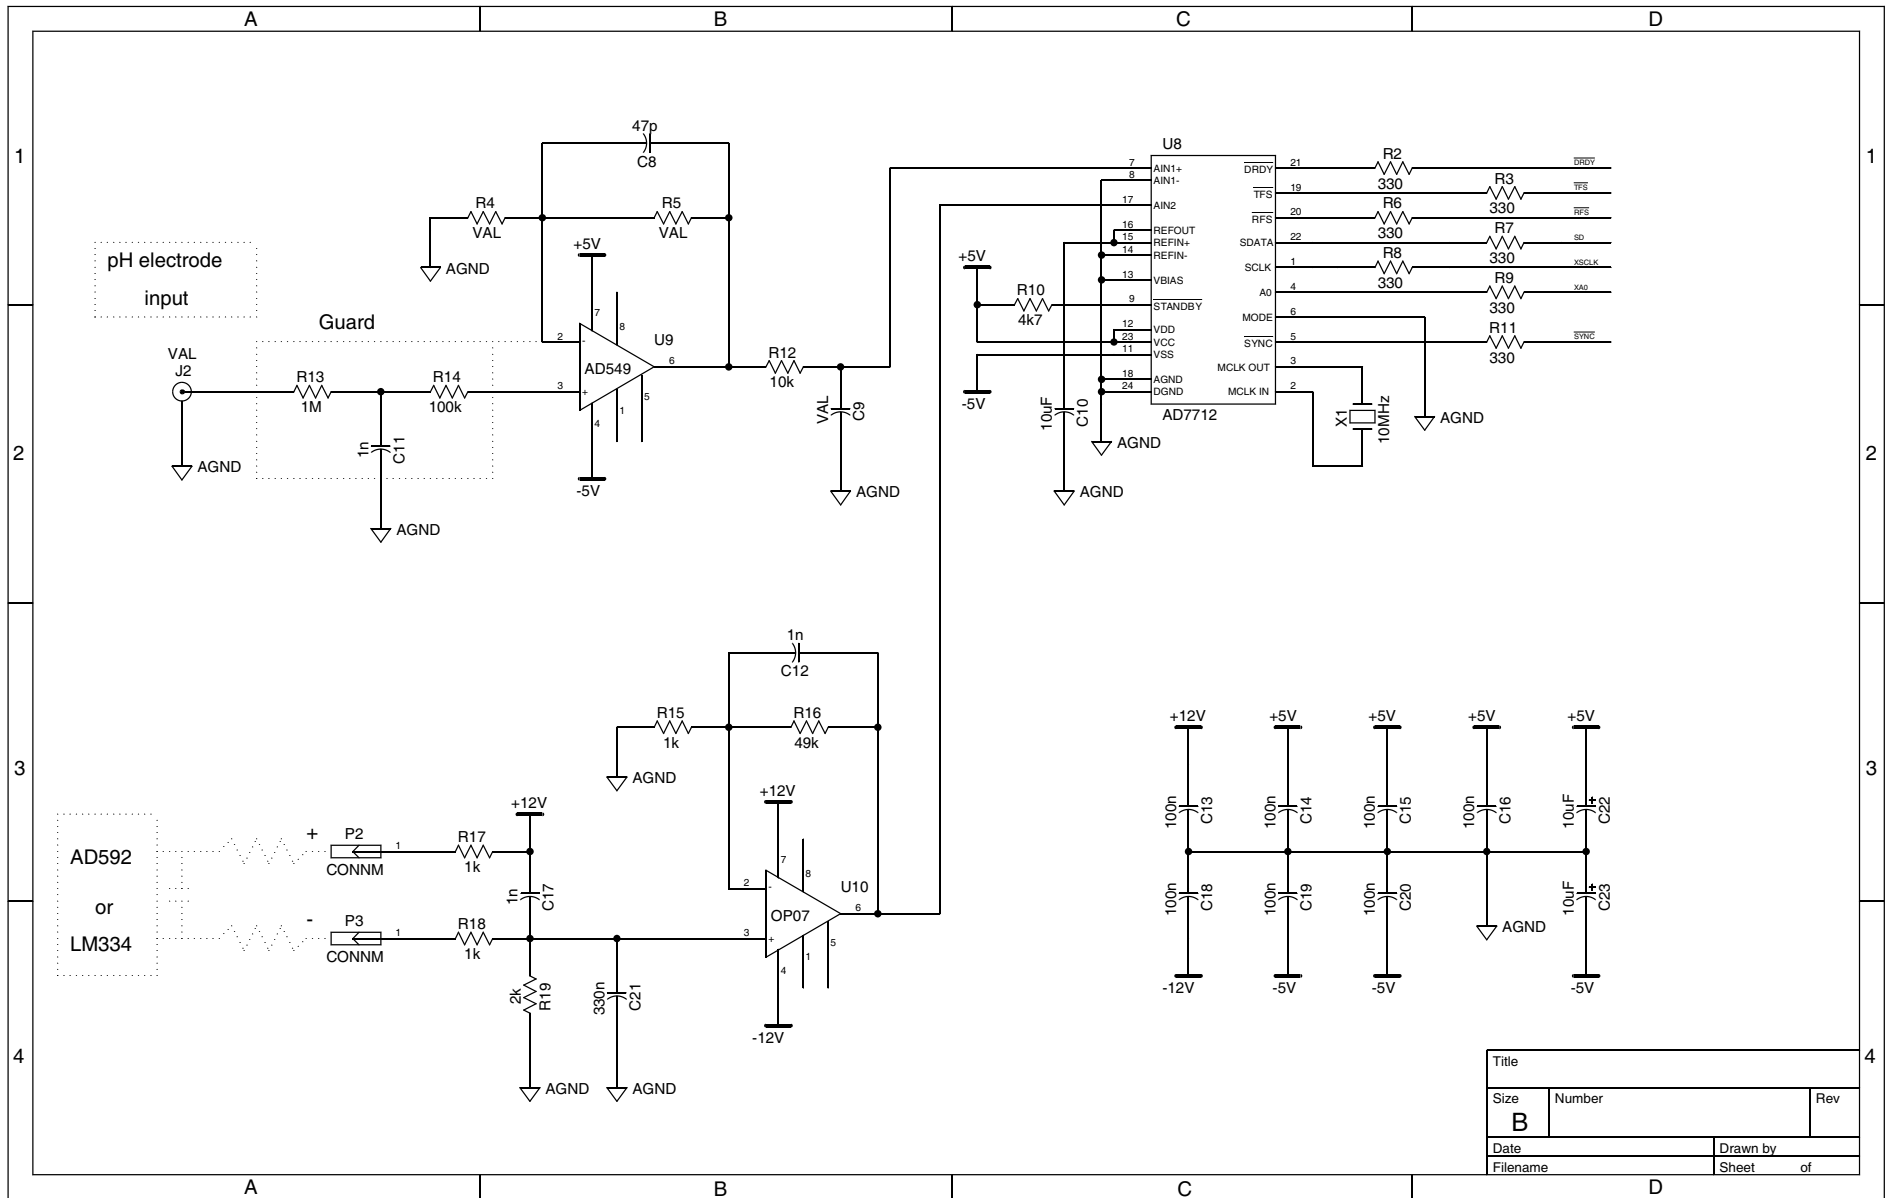 A
B
C
D
1
47p
C8
R4
VAL
R5
VAL
AGND
+5V
pH electrode
input
Guard
VAL
J2
R13
1M
R14
100k
1n
C11
AGND
AGND
2
3
7
8
U9
AD549
6
5
1
4
-
+
-5V
R12
10k
VAL
C9
AGND
U8
7
AIN1+
8
AIN1-
17
AIN2
16
REFOUT
15
REFIN+
14
REFIN-
13
VBIAS
9
STANDBY
12
VDD
23
VCC
11
VSS
18
AGND
24
DGND
AD7712
DRDY
21
TFS
19
RFS
20
SDATA
22
SCLK
1
A0
4
MODE
6
SYNC
5
MCLK OUT
3
MCLK IN
2
R2
330
DRDY
R3
330
TFS
R6
330
RFS
R7
330
SD
R8
330
XSCLK
R9
330
XA0
R11
330
SYNC
+5V
R10
4k7
-5V
10uF
C10
AGND
AGND
X1
10MHz
AGND
1
2
2
1n
C12
R15
1k
R16
49k
AGND
+12V
7
8
2
-
U10
OP07
6
3
+
5
1
4
-12V
+12V
AD592
or
LM334
+
P2
1
CONNM
R17
1k
1n
C17
-
P3
1
CONNM
R18
1k
2k
R19
330n
C21
AGND
AGND
+12V
+5V
+5V
+5V
+5V
100n
C13
100n
C14
100n
C15
100n
C16
10uF
+
C22
100n
C18
100n
C19
100n
C20
AGND
10uF
+
C23
-12V
-5V
-5V
-5V
3
3
4
4
Title
Size
B
Number
Rev
Date
Drawn by
Filename
Sheet of
A
B
C
D